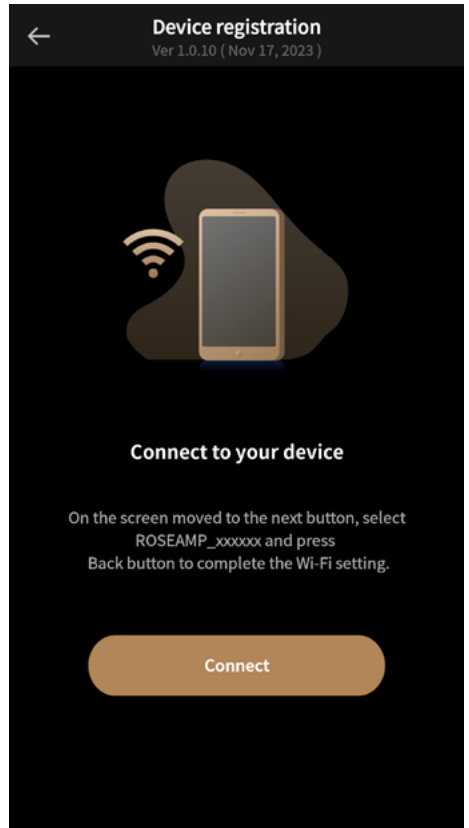 Device registration
Ver 1.0.10 ( Nov 17, 2023 )
Connect to your device
On the screen moved to the next button, select
ROSEAMP_xxxxxx and press
Back button to complete the Wi-Fi setting.
Connect